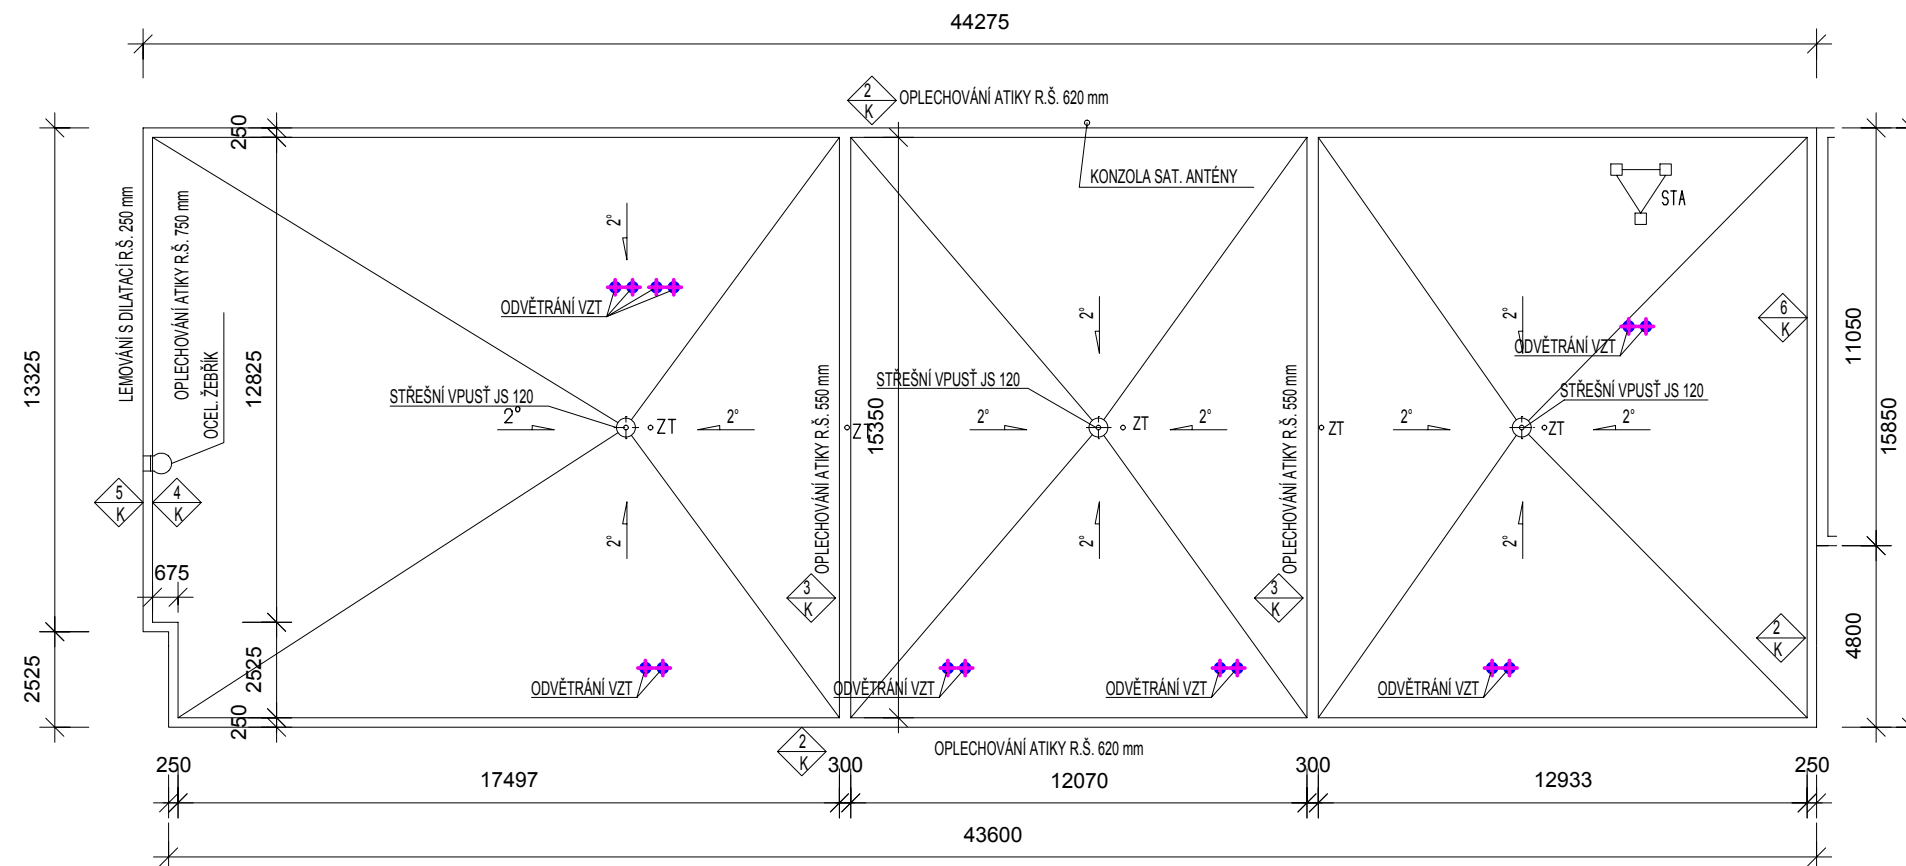 44275
2
K
OPLECHOVÁNÍ ATIKY R.Š. 620 mm
250
KONZOLA SAT. ANTÉNY
STA
LEMOVÁNÍ S DILATACÍ R.Š. 250 mm
OPLECHOVÁNÍ ATIKY R.Š. 750 mm
OCEL. ŽEBŘÍK
2°
ODVĚTRÁNÍ VZT
2°
2°
ODVĚTRÁNÍ VZT
6
K
11050
13325
12825
STŘEŠNÍ VPUSŤ JS 120
STŘEŠNÍ VPUSŤ JS 120
STŘEŠNÍ VPUSŤ JS 120
2°
ZT
2°
ZT
15350
2°
ZT
2°
ZT
2°
ZT
2°
15850
OPLECHOVÁNÍ ATIKY R.Š. 550 mm
OPLECHOVÁNÍ ATIKY R.Š. 550 mm
5
K
4
K
2°
2°
2°
675
3
K
3
K
2
K
4800
2525
2525
ODVĚTRÁNÍ VZT
ODVĚTRÁNÍ VZT
ODVĚTRÁNÍ VZT
ODVĚTRÁNÍ VZT
250
2
K
OPLECHOVÁNÍ ATIKY R.Š. 620 mm
250
17497
300
12070
300
12933
250
43600